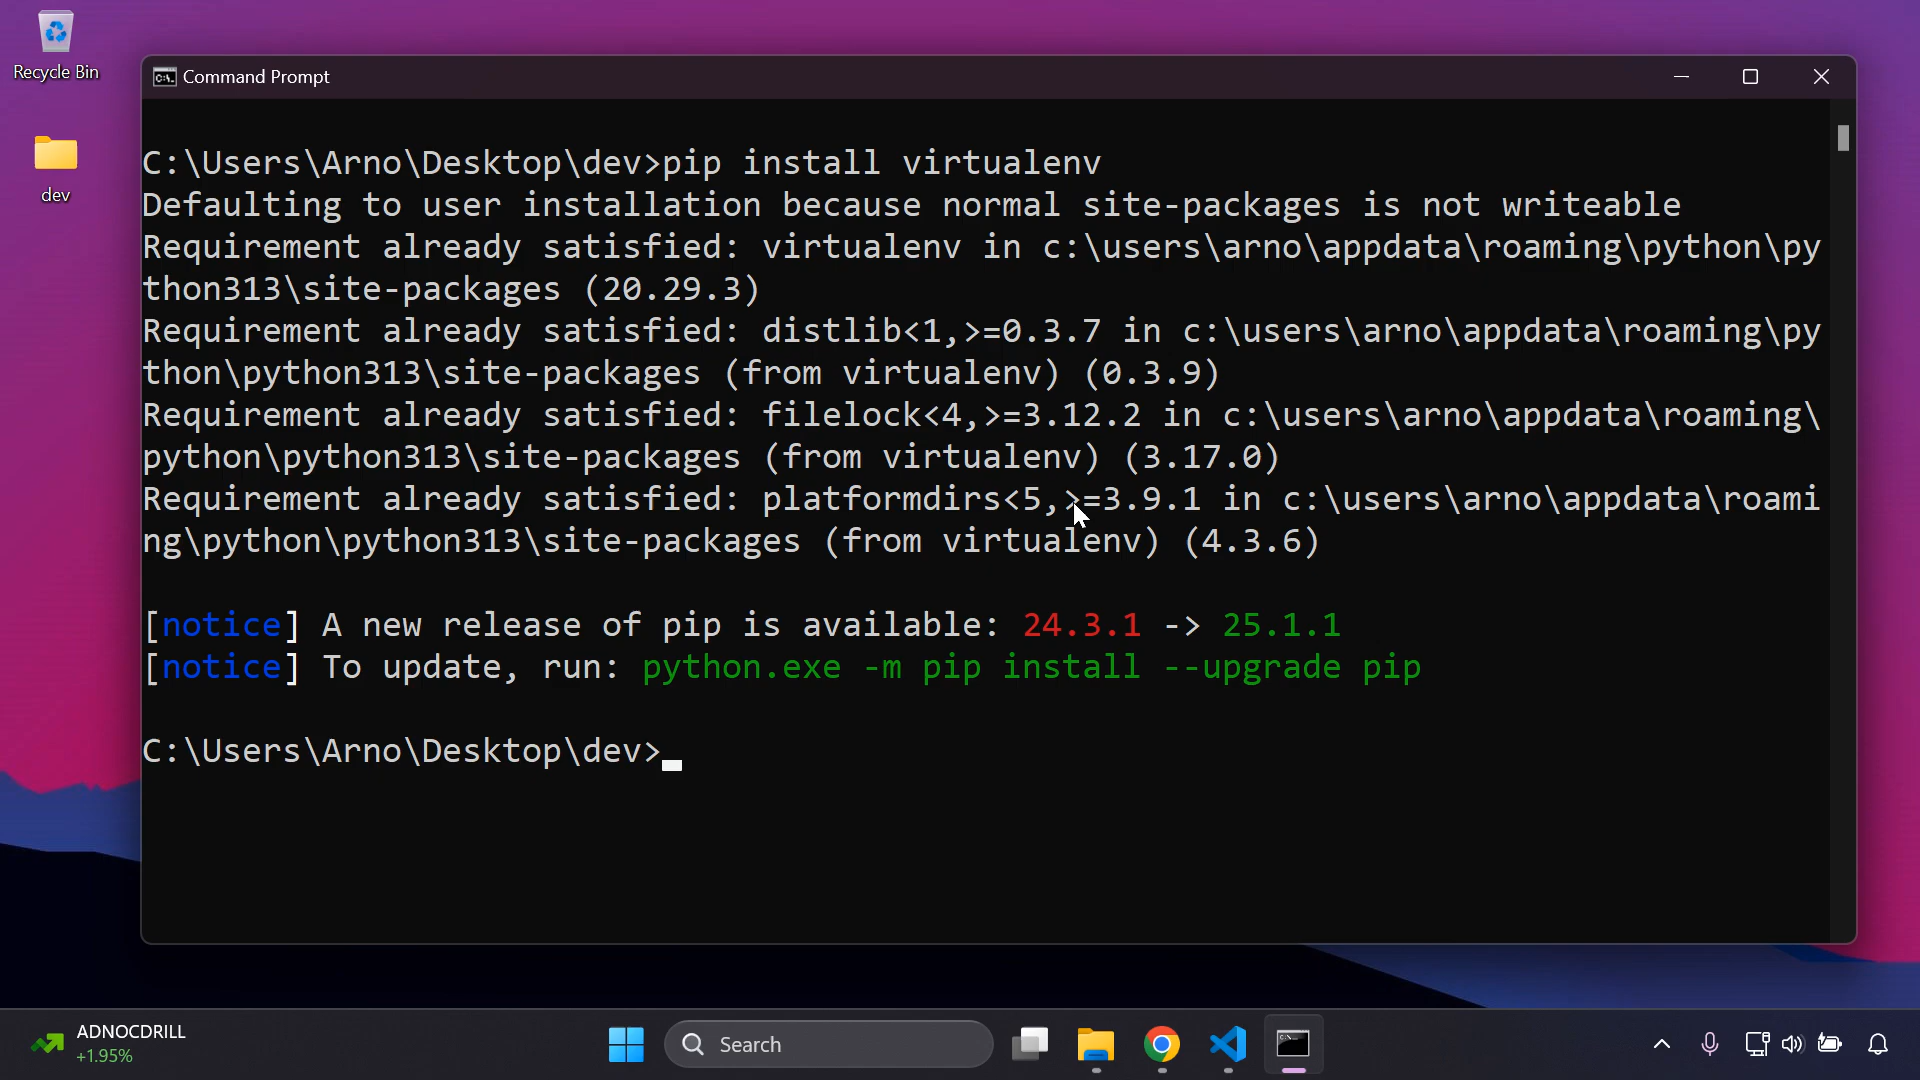 Recycle Bin
dev
Command Prompt
C:\Users\Arno\Desktop\dev>pip install virtualenv
Defaulting to user installation because normal site-packages is not writeable
Requirement already satisfied: virtualenv in c:\users\arno\appdata\roaming\python\py
thon313\site-packages (20.29.3)
Requirement already satisfied: distlib<1,>=0.3.7 in c:\users\arno\appdata\roaming\py
thon\python313\site-packages (from virtualenv) (0.3.9)
Requirement already satisfied: filelock<4,>=3.12.2 in c:\users\arno\appdata\roaming\
python\python313\site-packages (from virtualenv) (3.17.0)
Requirement already satisfied: platformdirs<5,>=3.9.1 in c:\users\arno\appdata\roami
ng\python\python313\site-packages (from virtualenv) (4.3.6)
[notice] A new release of pip is available: 24.3.1 -> 25.1.1
[notice] To update, run: python.exe -m pip install --upgrade pip
C:\Users\Arno\Desktop\dev>
ADNOCDRILL
+1.95%
Search